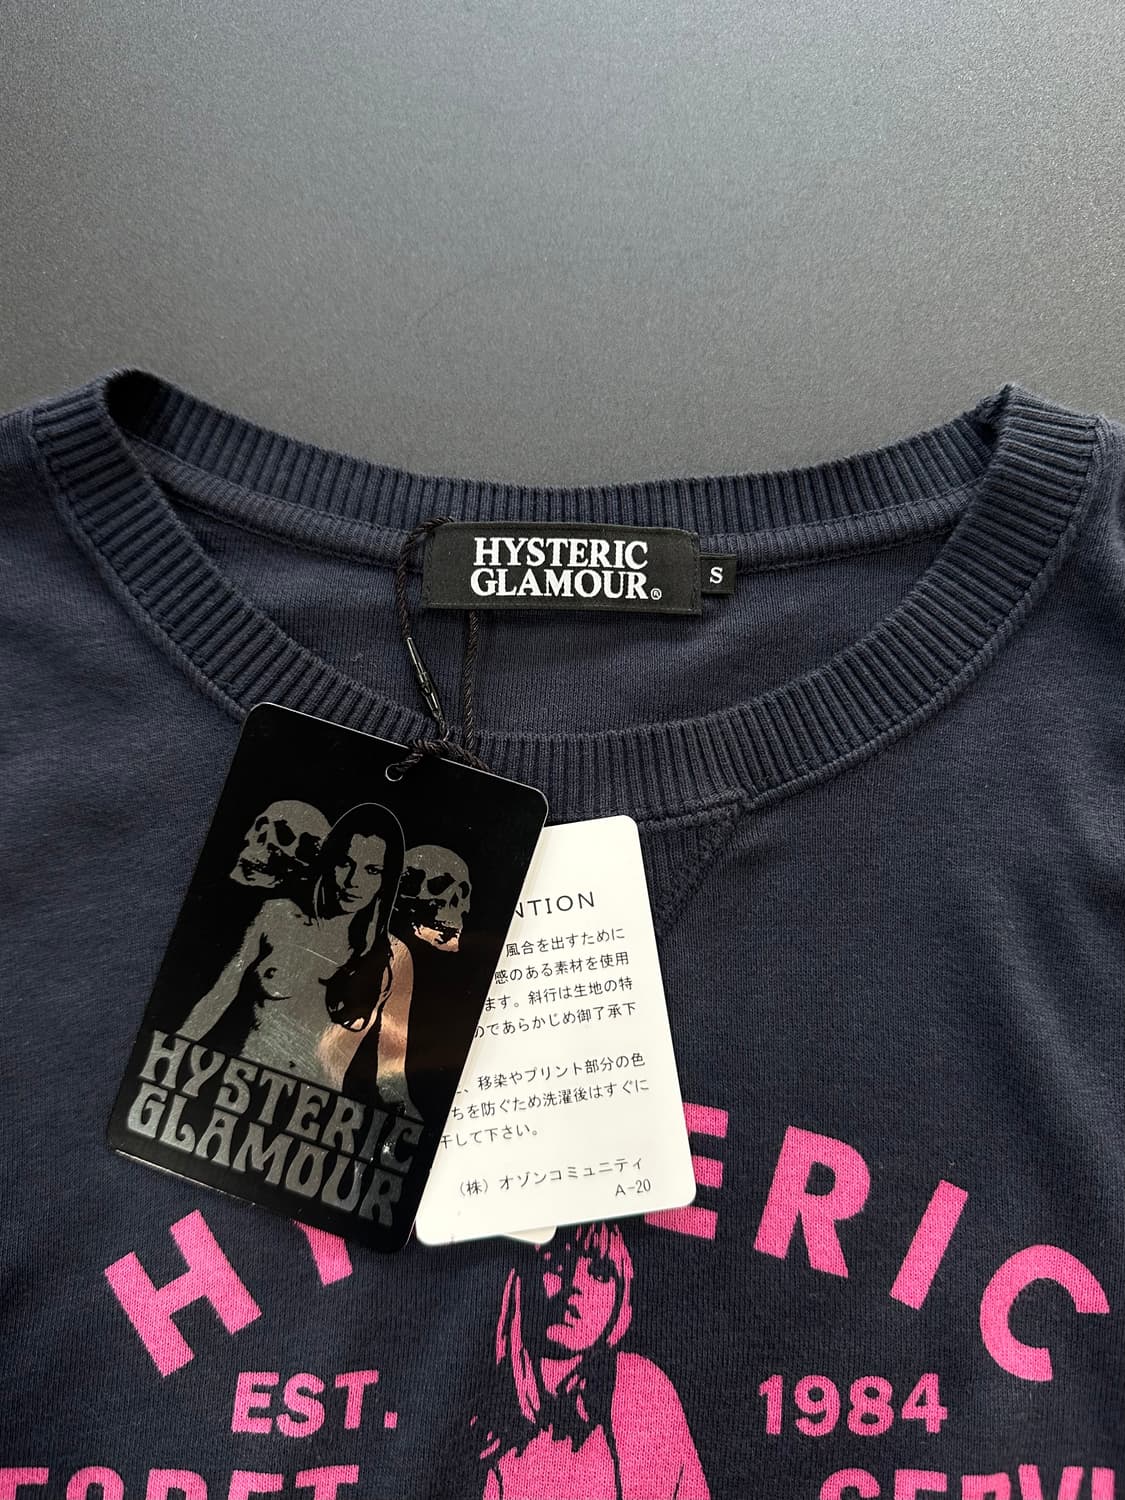 HYSTERIC
GLAMOUR®
S
HYSTERIC
GLAMOUR
NTION
風合を出すために
感のある素材を使用
ます。斜行は生地の特
のであらかじめ御了承下
、移染やプリント部分の色
ちを防ぐため洗濯後はすぐに
干して下さい。
(株) オゾンコミュニティ
A-20
H ERIC
EST. 1984